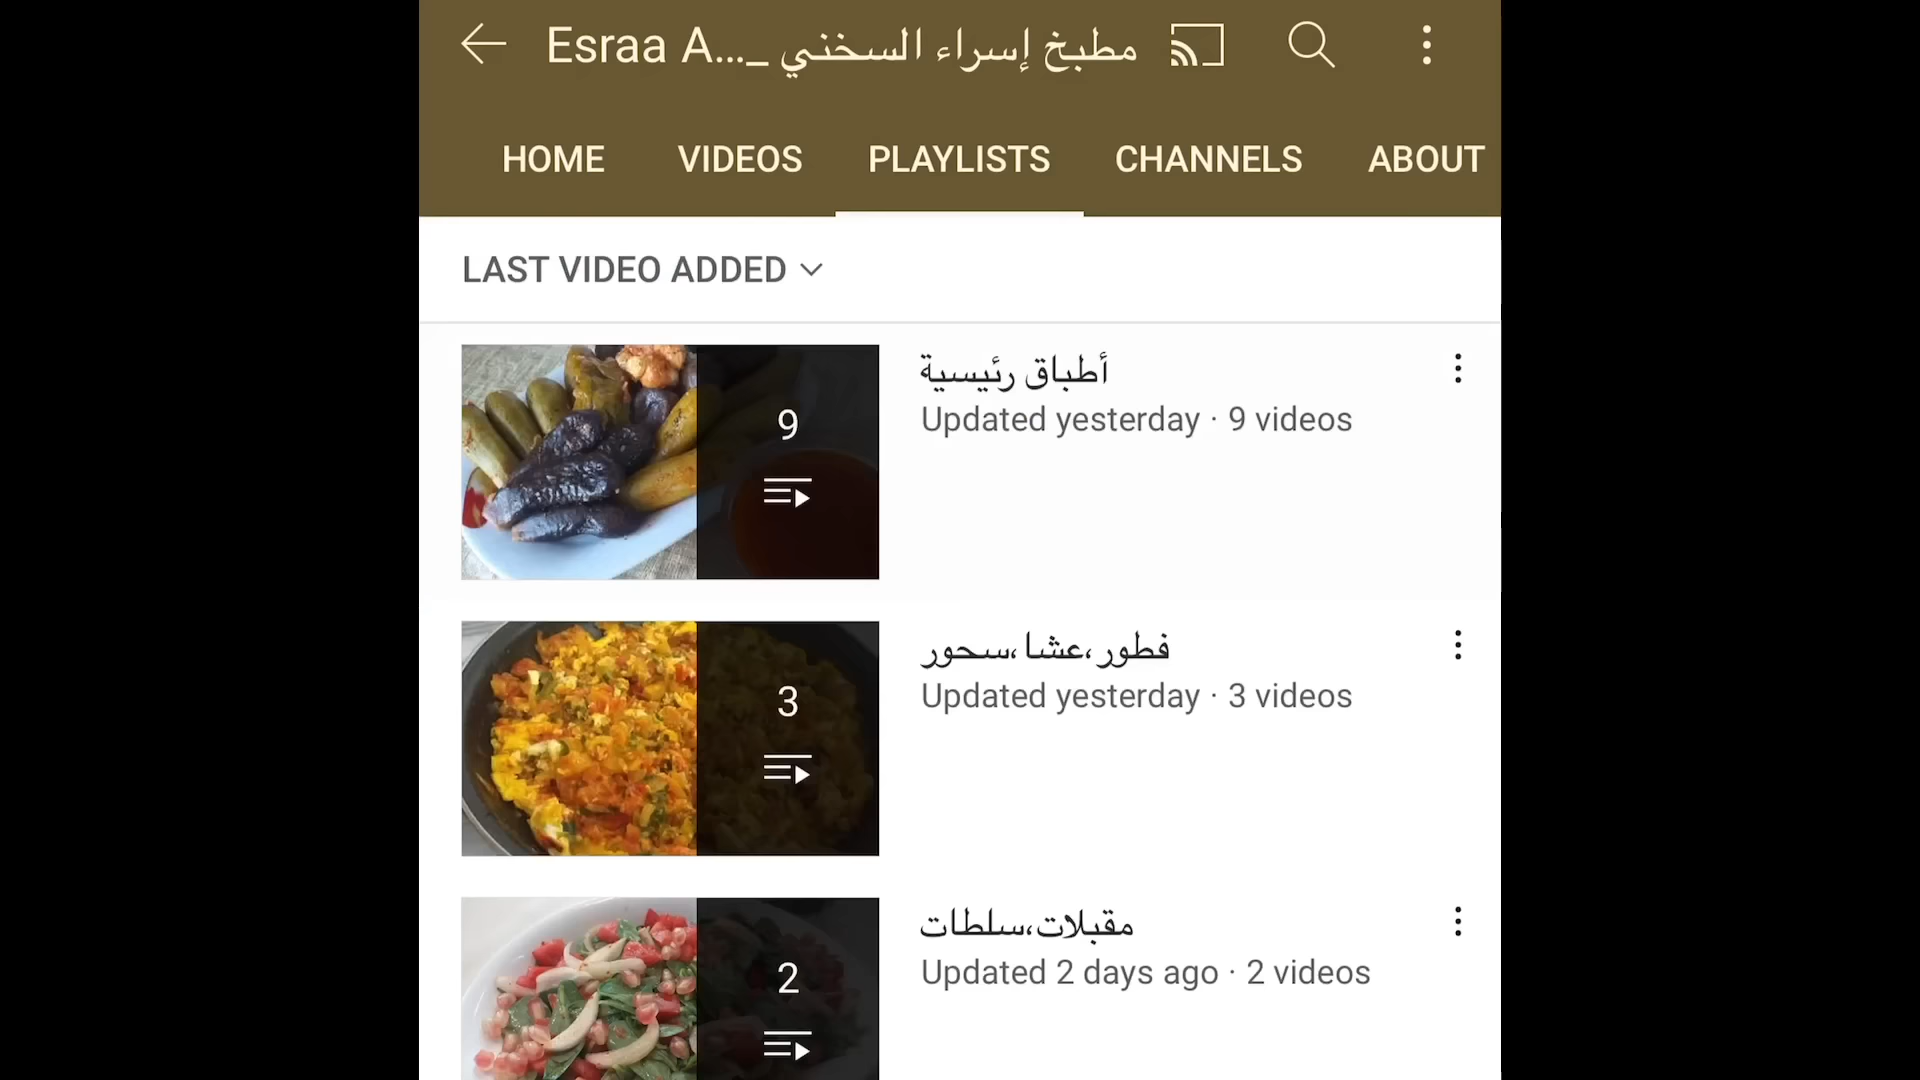 مطبخ إسراء السخني _...Esraa A
HOME VIDEOS PLAYLISTS CHANNELS ABOUT
LAST VIDEO ADDED
9
أطباق رئيسية
Updated yesterday · 9 videos
3
فطور،عشا،سحور
Updated yesterday · 3 videos
2
مقبلات،سلطات
Updated 2 days ago · 2 videos